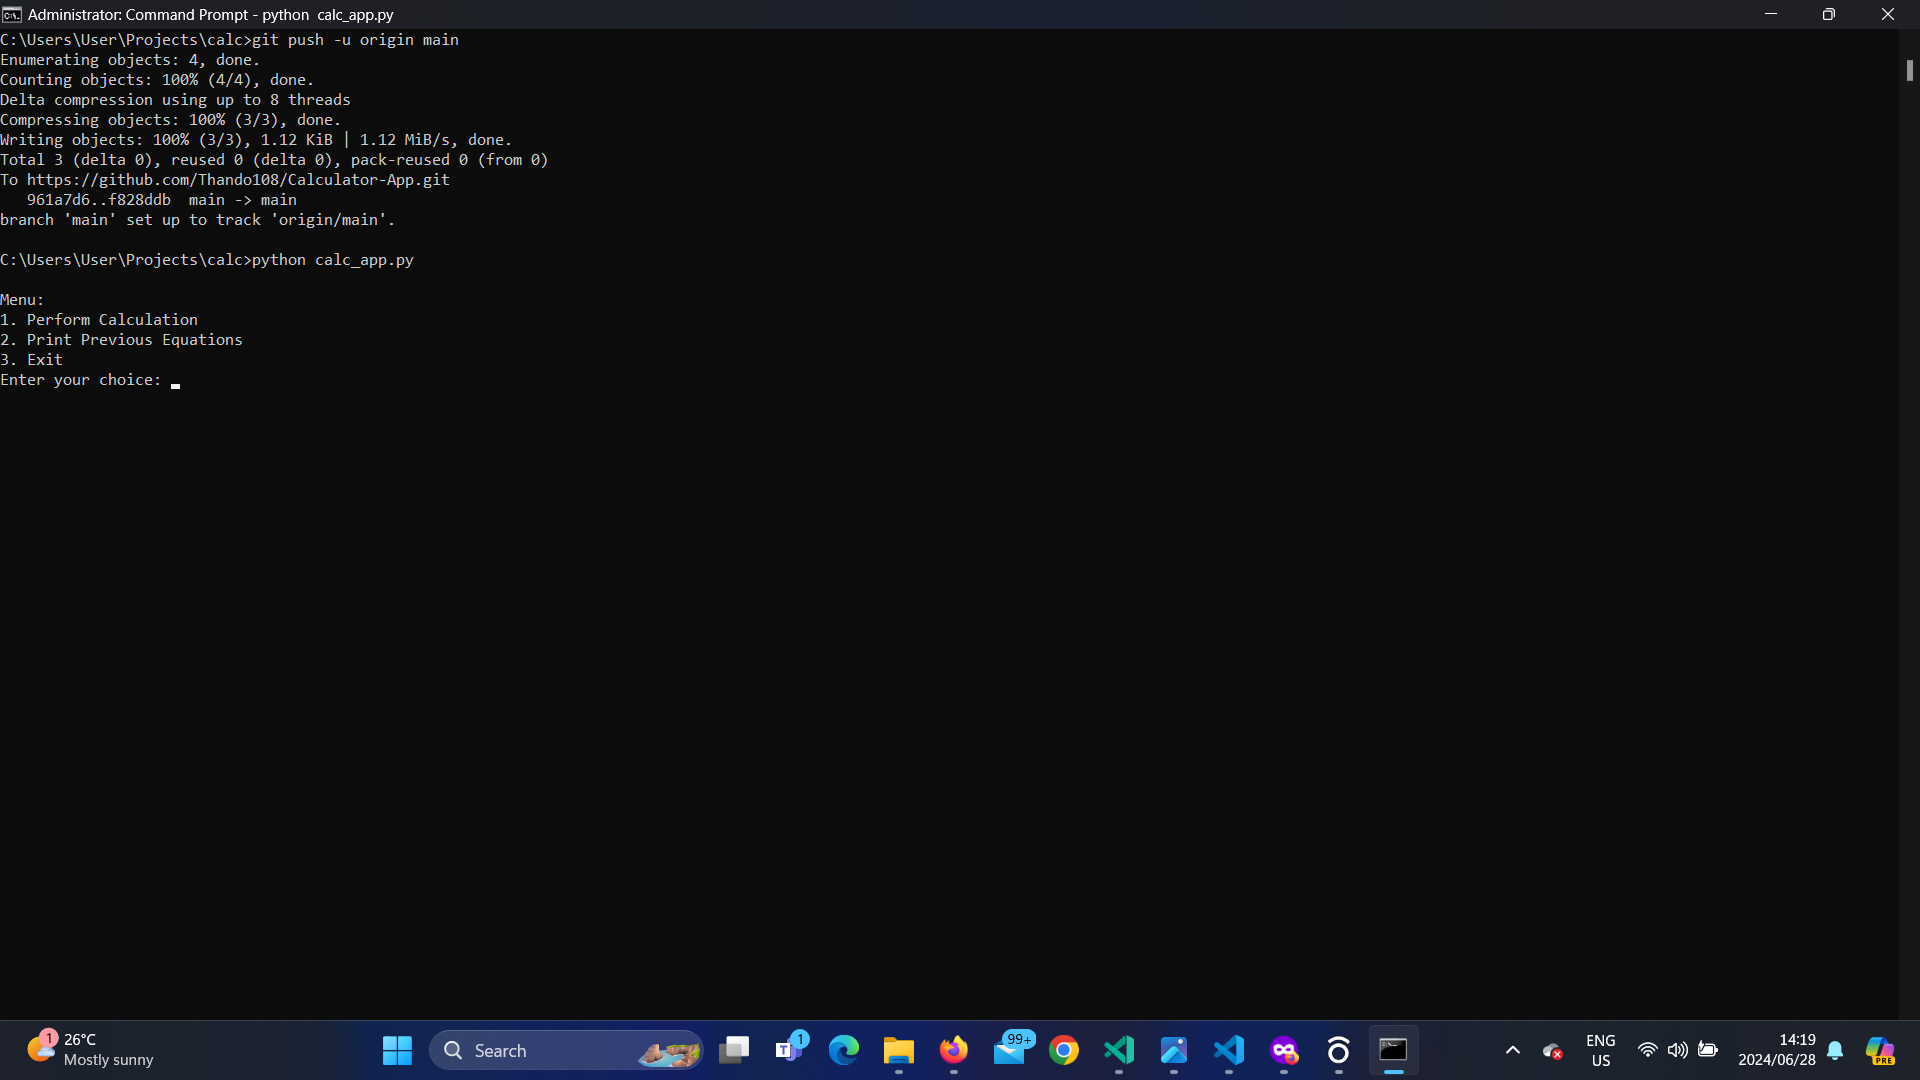 Administrator: Command Prompt - python  calc_app.py
C:\Users\User\Projects\calc>git push -u origin main
Enumerating objects: 4, done.
Counting objects: 100% (4/4), done.
Delta compression using up to 8 threads
Compressing objects: 100% (3/3), done.
Writing objects: 100% (3/3), 1.12 KiB | 1.12 MiB/s, done.
Total 3 (delta 0), reused 0 (delta 0), pack-reused 0 (from 0)
To https://github.com/Thando108/Calculator-App.git
   961a7d6..f828ddb  main -> main
branch 'main' set up to track 'origin/main'.
C:\Users\User\Projects\calc>python calc_app.py
Menu:
1. Perform Calculation
2. Print Previous Equations
3. Exit
Enter your choice:
1
26°C
Mostly sunny
Search
1
99+
ENG
US
14:19
2024/06/28
PRE